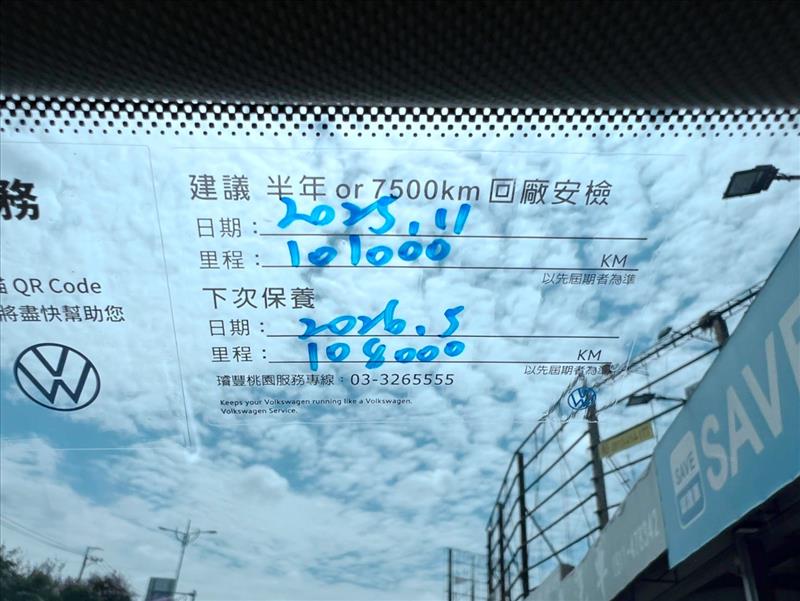 務
QR Code
將盡快幫助您
建議 半年 or 7500km 回廠安檢
日期： 2025.11
里程： 101000 KM
以先屆期者為準
下次保養
日期： 2026.5
里程： 108000 KM
以先屆期者為準
璿豐桃園服務專線：03-3265555
Keeps your Volkswagen running like a Volkswagen.
Volkswagen Service.
SAVE
SAVE